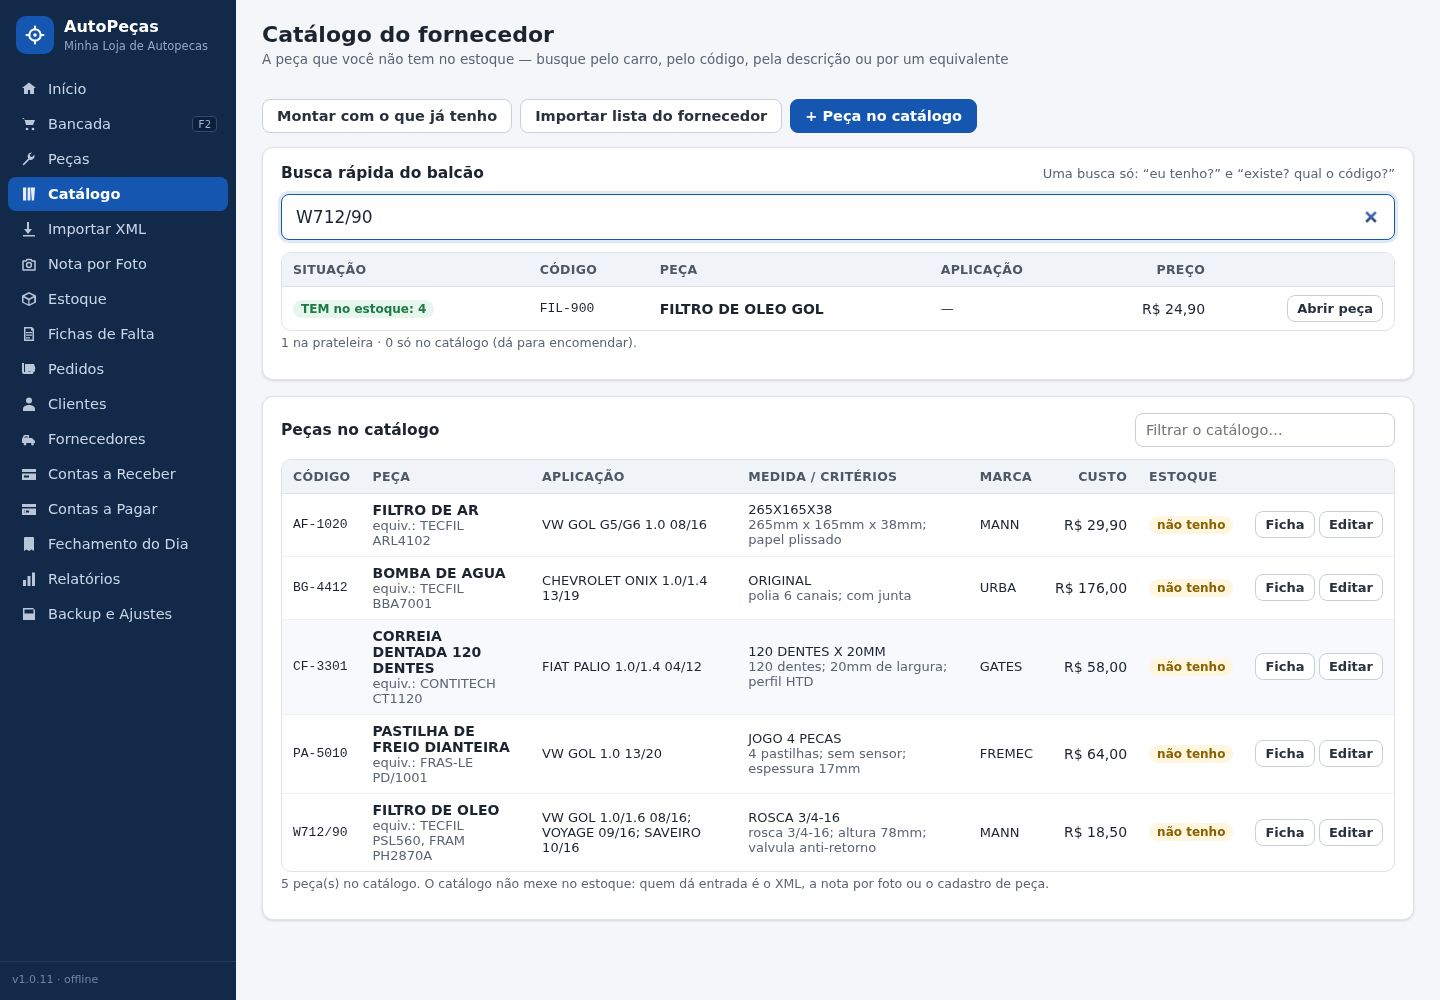 AutoPeças
Minha Loja de Autopecas
Início
Bancada F2
Peças
Catálogo
Importar XML
Nota por Foto
Estoque
Fichas de Falta
Pedidos
Clientes
Fornecedores
Contas a Receber
Contas a Pagar
Fechamento do Dia
Relatórios
Backup e Ajustes
v1.0.11 · offline
Catálogo do fornecedor
A peça que você não tem no estoque — busque pelo carro, pelo código, pela descrição ou por um equivalente
Montar com o que já tenho Importar lista do fornecedor + Peça no catálogo
Busca rápida do balcão Uma busca só: “eu tenho?” e “existe? qual o código?”
W712/90 ×
SITUAÇÃO CÓDIGO PEÇA APLICAÇÃO PREÇO
TEM no estoque: 4 FIL-900 FILTRO DE OLEO GOL — R$ 24,90 Abrir peça
1 na prateleira · 0 só no catálogo (dá para encomendar).
Peças no catálogo Filtrar o catálogo…
CÓDIGO PEÇA APLICAÇÃO MEDIDA / CRITÉRIOS MARCA CUSTO ESTOQUE
AF-1020 FILTRO DE AR
equiv.: TECFIL
ARL4102
VW GOL G5/G6 1.0 08/16
265X165X38
265mm x 165mm x 38mm;
papel plissado
MANN R$ 29,90 não tenho Ficha Editar
BG-4412 BOMBA DE AGUA
equiv.: TECFIL
BBA7001
CHEVROLET ONIX 1.0/1.4
13/19
ORIGINAL
polia 6 canais; com junta
URBA R$ 176,00 não tenho Ficha Editar
CF-3301 CORREIA
DENTADA 120
DENTES
equiv.: CONTITECH
CT1120
FIAT PALIO 1.0/1.4 04/12
120 DENTES X 20MM
120 dentes; 20mm de largura;
perfil HTD
GATES R$ 58,00 não tenho Ficha Editar
PA-5010 PASTILHA DE
FREIO DIANTEIRA
equiv.: FRAS-LE
PD/1001
VW GOL 1.0 13/20
JOGO 4 PECAS
4 pastilhas; sem sensor;
espessura 17mm
FREMEC R$ 64,00 não tenho Ficha Editar
W712/90 FILTRO DE OLEO
equiv.: TECFIL
PSL560, FRAM
PH2870A
VW GOL 1.0/1.6 08/16;
VOYAGE 09/16; SAVEIRO
10/16
ROSCA 3/4-16
rosca 3/4-16; altura 78mm;
valvula anti-retorno
MANN R$ 18,50 não tenho Ficha Editar
5 peça(s) no catálogo. O catálogo não mexe no estoque: quem dá entrada é o XML, a nota por foto ou o cadastro de peça.